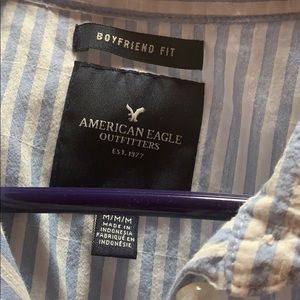 BOYFRIEND FIT
AMERICAN EAGLE
OUTFITTERS
EST. 1977
M/M/M
MADE IN
INDONESIA
FABRIQUÉ EN
INDONÉSIE